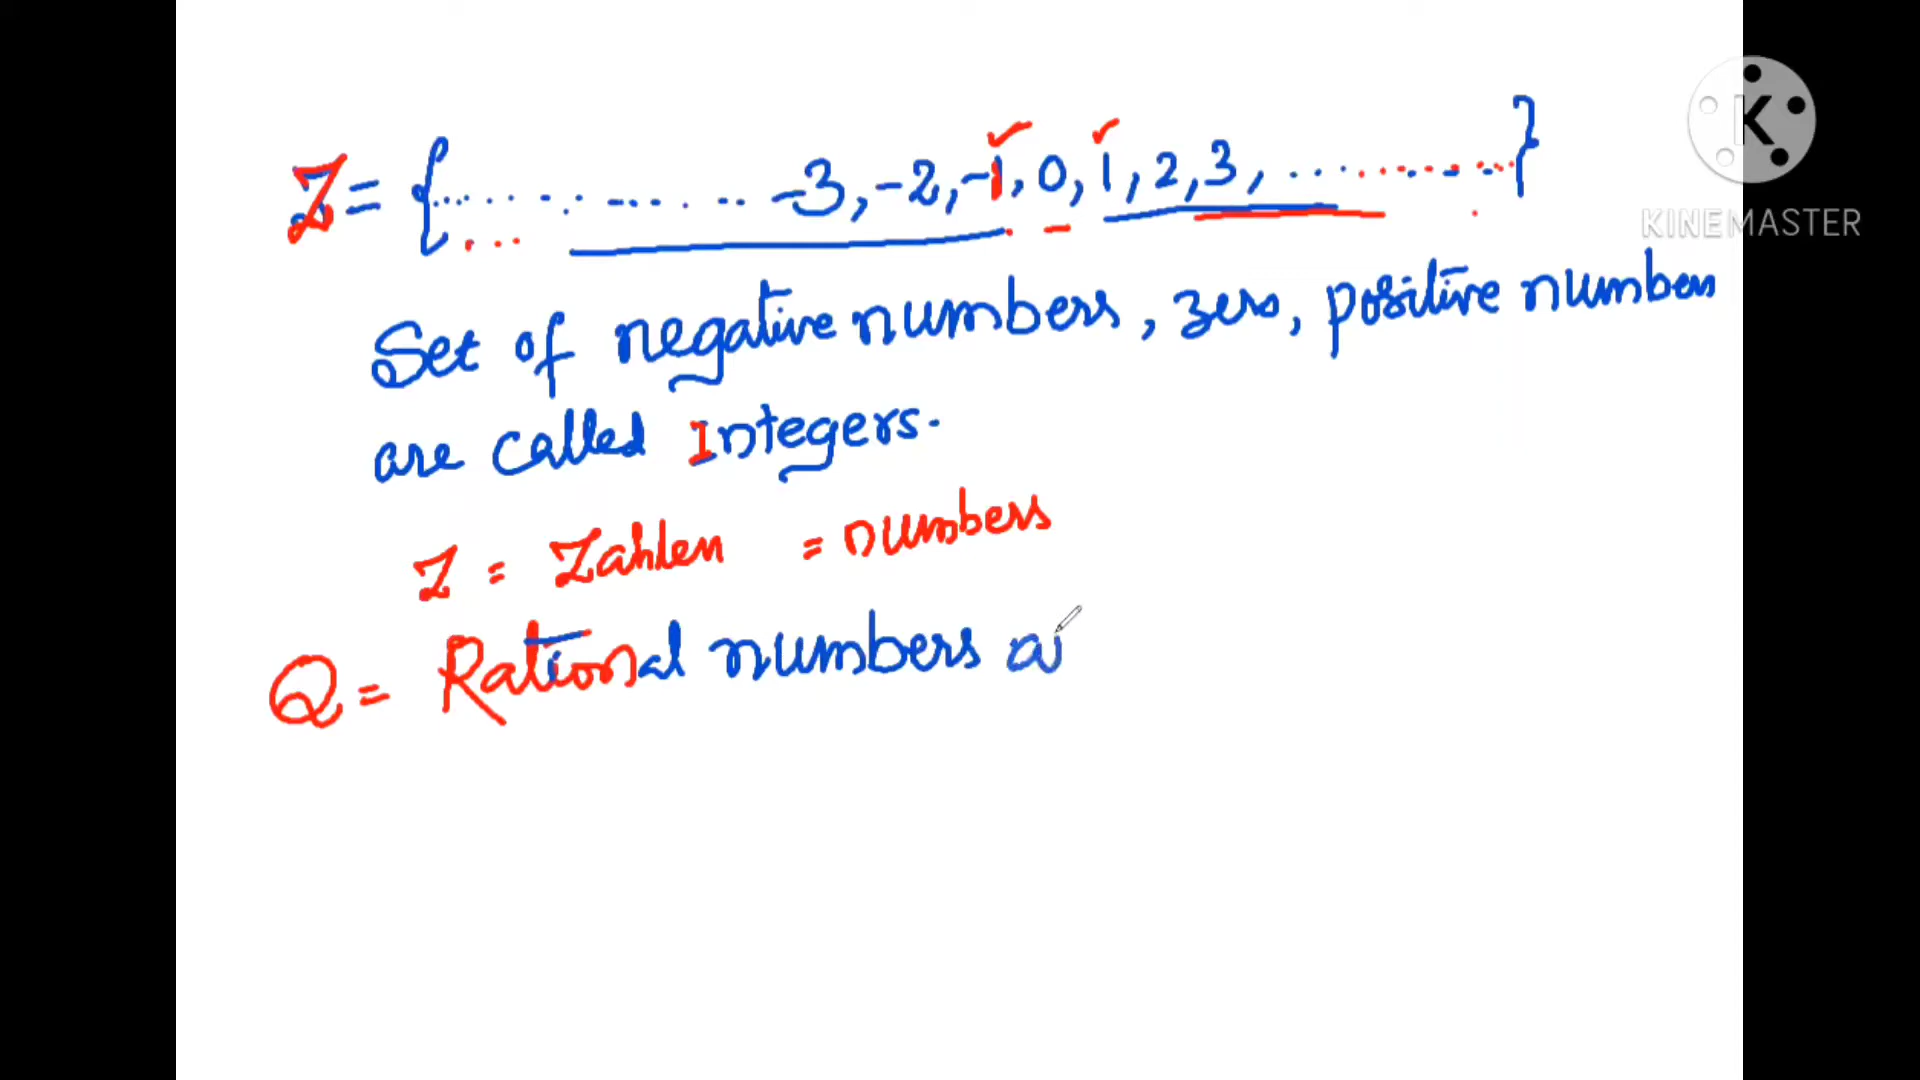 Z = {.................. -3, -2, -1, 0, 1, 2, 3, ..............}
Set of negative numbers, zero, positive numbers
are called Integers.
Z = Zahlen = numbers
Q = Rational numbers a
K
KINEMASTER